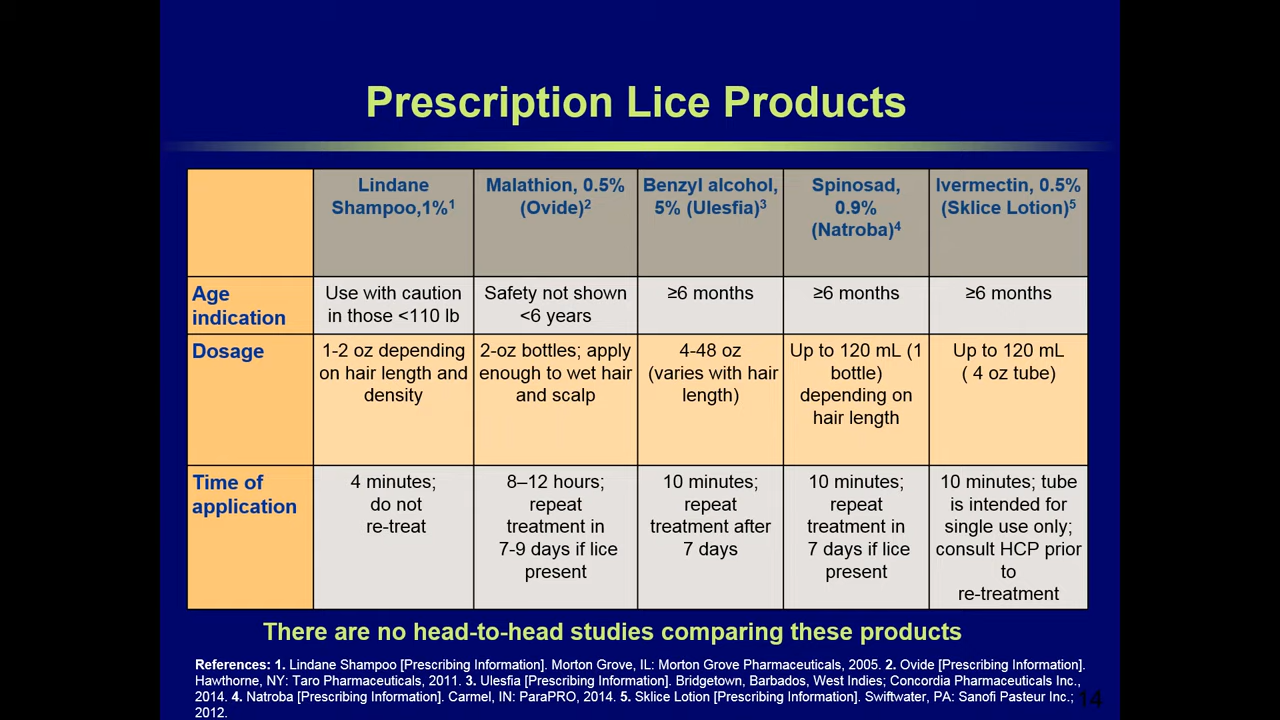 Prescription Lice Products
Lindane
Shampoo,1%1
Malathion, 0.5%
(Ovide)2
Benzyl alcohol,
5% (Ulesfia)3
Spinosad,
0.9%
(Natroba)4
Ivermectin, 0.5%
(Sklice Lotion)5
Age
indication
Use with caution
in those <110 lb
Safety not shown
<6 years
≥6 months
≥6 months
≥6 months
Dosage
1-2 oz depending
on hair length and
density
2-oz bottles; apply
enough to wet hair
and scalp
4-48 oz
(varies with hair
length)
Up to 120 mL (1
bottle)
depending on
hair length
Up to 120 mL
( 4 oz tube)
Time of
application
4 minutes;
do not
re-treat
8–12 hours;
repeat
treatment in
7-9 days if lice
present
10 minutes;
repeat
treatment after
7 days
10 minutes;
repeat
treatment in
7 days if lice
present
10 minutes; tube
is intended for
single use only;
consult HCP prior
to
re-treatment
There are no head-to-head studies comparing these products
References: 1. Lindane Shampoo [Prescribing Information]. Morton Grove, IL: Morton Grove Pharmaceuticals, 2005. 2. Ovide [Prescribing Information].
Hawthorne, NY: Taro Pharmaceuticals, 2011. 3. Ulesfia [Prescribing Information]. Bridgetown, Barbados, West Indies; Concordia Pharmaceuticals Inc.,
2014. 4. Natroba [Prescribing Information]. Carmel, IN: ParaPRO, 2014. 5. Sklice Lotion [Prescribing Information]. Swiftwater, PA: Sanofi Pasteur Inc.;
2012.
14